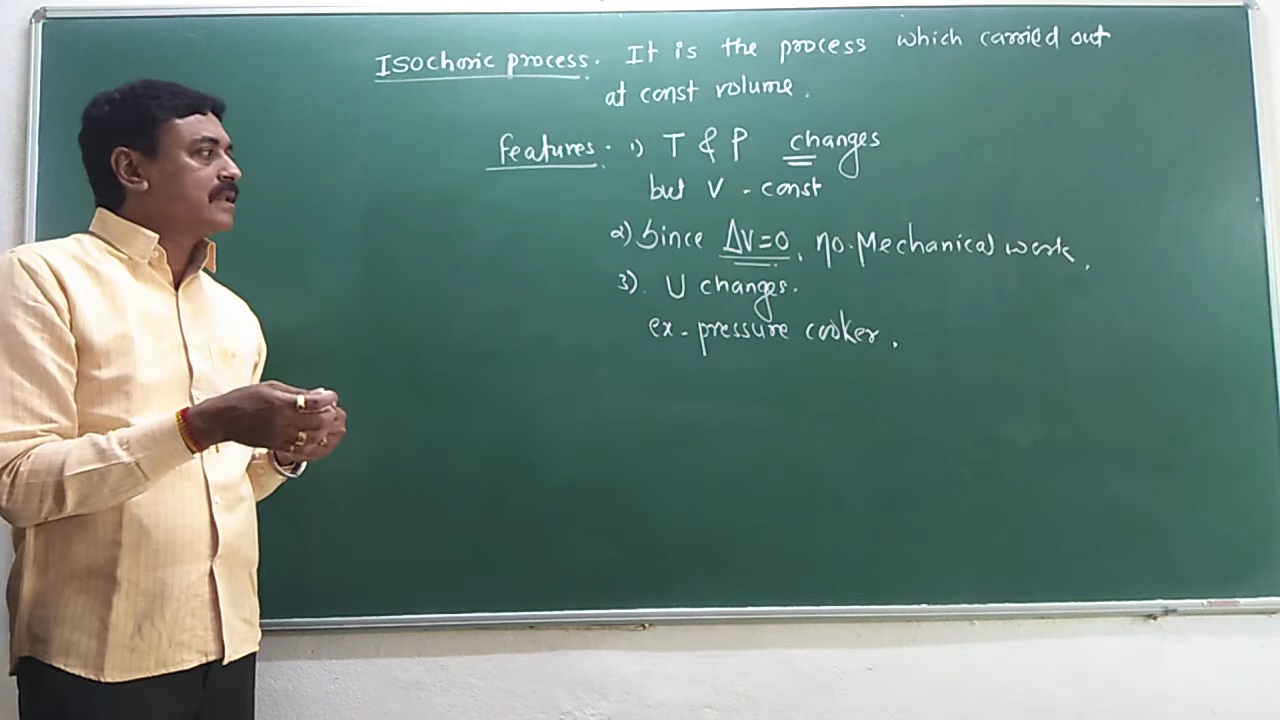 Isochoric process. It is the process which carried out
at const volume.
features. 1) T & P changes
but V - const
2) Since ΔV=0, no. Mechanical work.
3). U changes.
ex - pressure cooker.